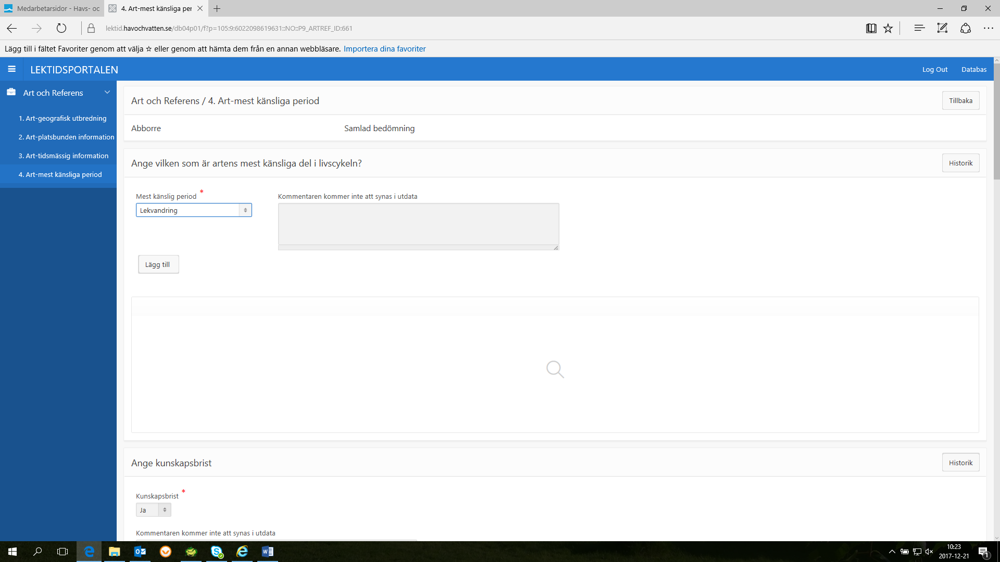 Medarbetarsidor - Havs- oc
4. Art-mest känsliga per
lektid.havochvatten.se/db04p01/f?p=105:9:6022098619631::NO::P9_ARTREF_ID:661
Lägg till i fältet Favoriter genom att välja ☆ eller genom att hämta dem från en annan webbläsare. Importera dina favoriter
LEKTIDSPORTALEN
Log Out
Databas
Art och Referens
1. Art-geografisk utbredning
2. Art-platsbunden information
3. Art-tidsmässig information
4. Art-mest känsliga period
Art och Referens / 4. Art-mest känsliga period
Tillbaka
Abborre
Samlad bedömning
Ange vilken som är artens mest känsliga del i livscykeln?
Historik
Mest känslig period *
Kommentaren kommer inte att synas i utdata
Lekvandring
Lägg till
Ange kunskapsbrist
Historik
Kunskapsbrist *
Ja
Kommentaren kommer inte att synas i utdata
10:23
2017-12-21
1